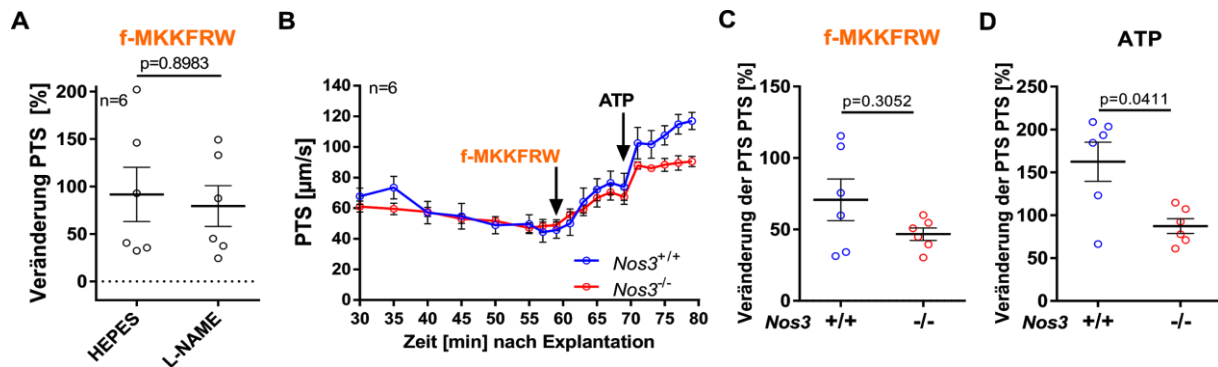 A
f-MKKFRW
p=0.8983
n=6
Veränderung PTS [%]
200
150
100
50
0
HEPES
L-NAME
B
n=6
PTS [µm/s]
140
120
100
80
60
40
20
0
ATP
f-MKKFRW
Nos3+/+
Nos3-/-
30 35 40 45 50 55 60 65 70 75 80
Zeit [min] nach Explantation
C
f-MKKFRW
p=0.3052
Veränderung der PTS PTS [%]
150
100
50
0
Nos3 +/+ -/-
D
ATP
p=0.0411
Veränderung der PTS [%]
250
200
150
100
50
0
Nos3 +/+ -/-